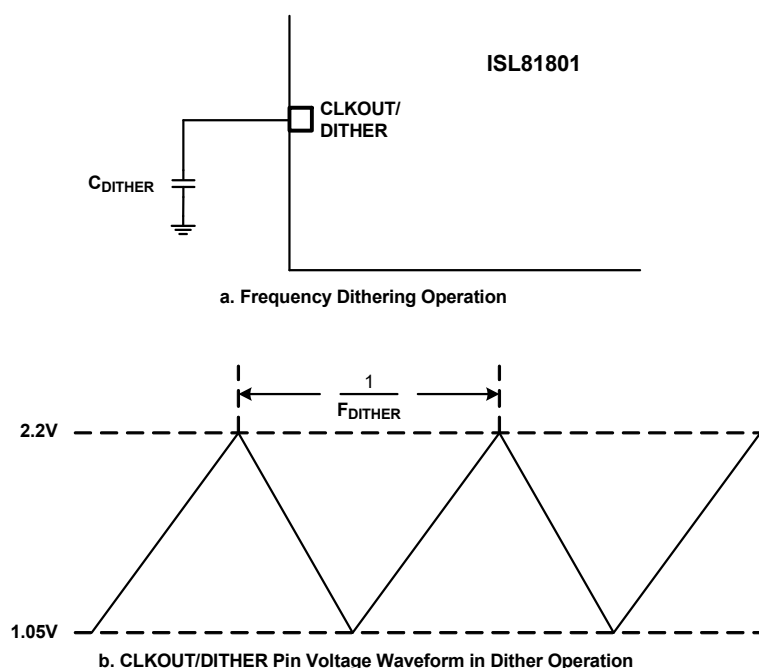 ISL81801
CLKOUT/
DITHER
CDITHER
a. Frequency Dithering Operation
1
FDITHER
2.2V
1.05V
b. CLKOUT/DITHER Pin Voltage Waveform in Dither Operation